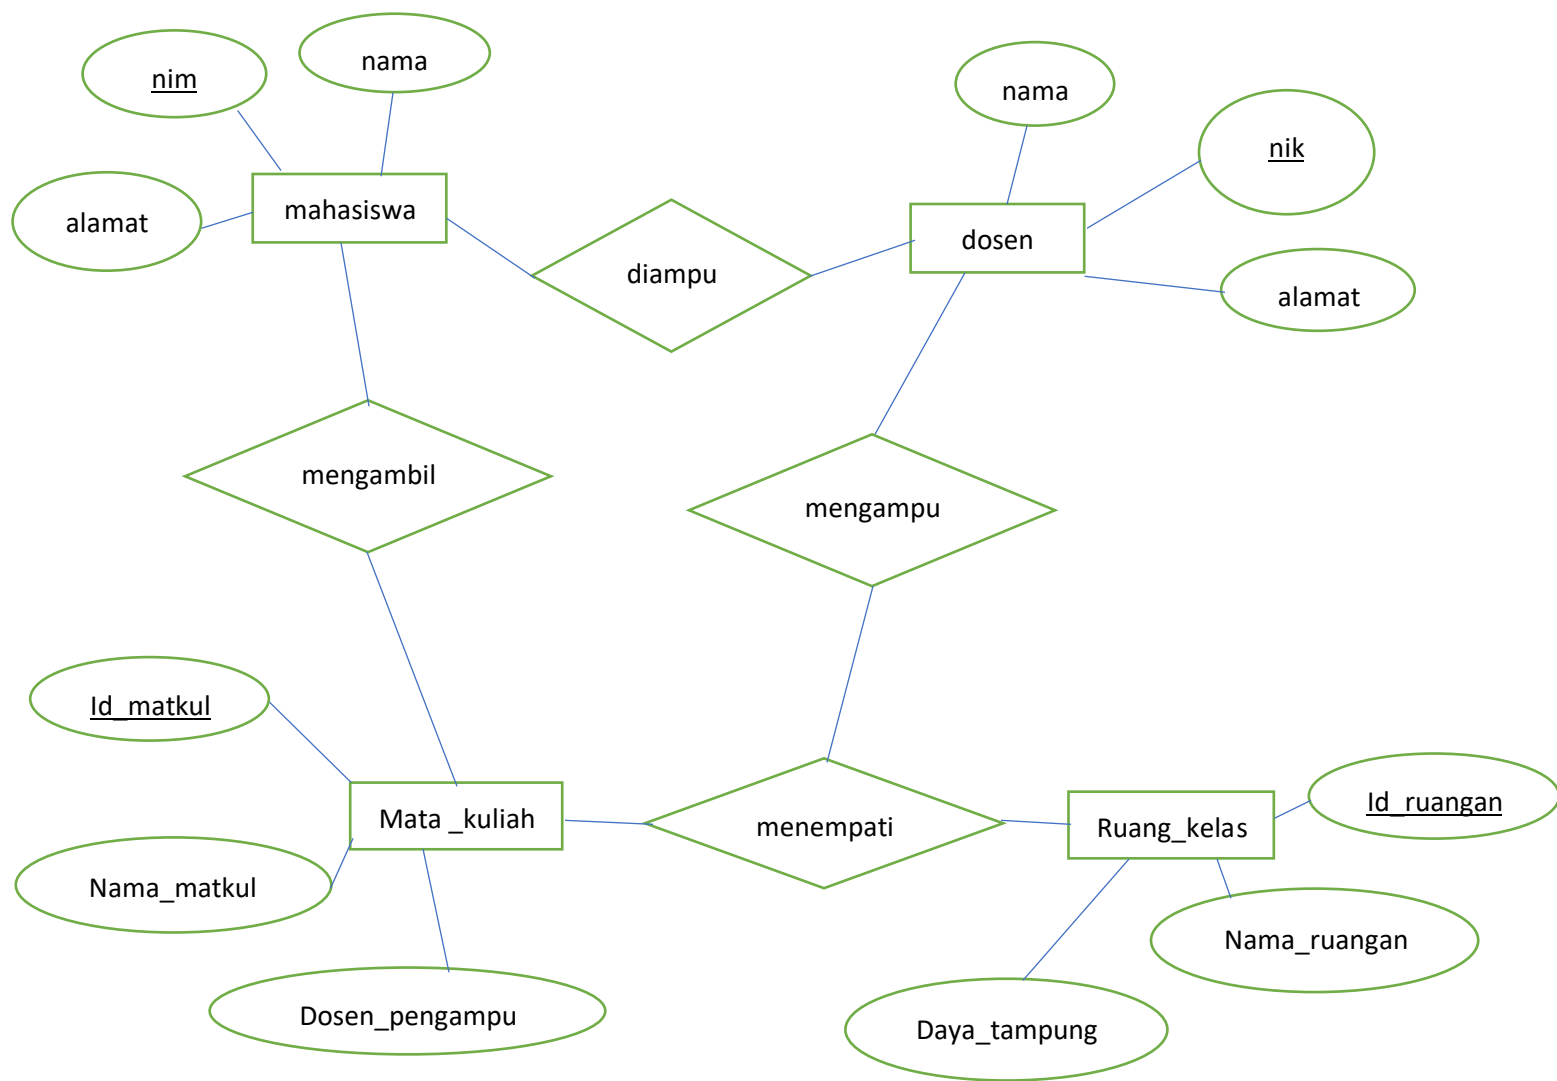 nama
nim
nama
nik
mahasiswa
alamat
dosen
diampu
alamat
mengambil
mengampu
Id_matkul
Id_ruangan
Mata _kuliah
menempati
Ruang_kelas
Nama_matkul
Nama_ruangan
Dosen_pengampu
Daya_tampung